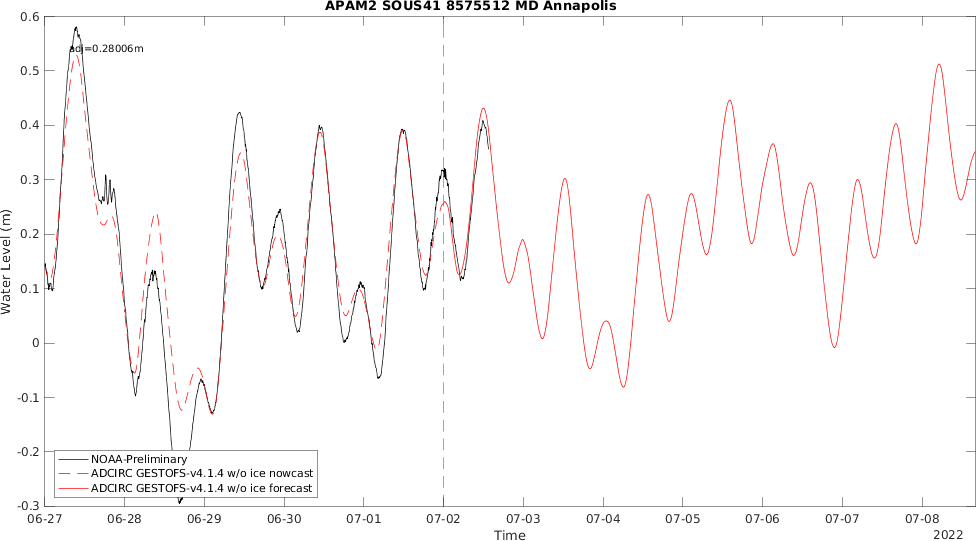 APAM2 SOUS41 8575512 MD Annapolis
adj=0.28006m
Water Level (m)
0.6
0.5
0.4
0.3
0.2
0.1
0
-0.1
-0.2
-0.3
NOAA-Preliminary
ADCIRC GESTOFS-v4.1.4 w/o ice nowcast
ADCIRC GESTOFS-v4.1.4 w/o ice forecast
06-27 06-28 06-29 06-30 07-01 07-02 07-03 07-04 07-05 07-06 07-07 07-08
Time
2022